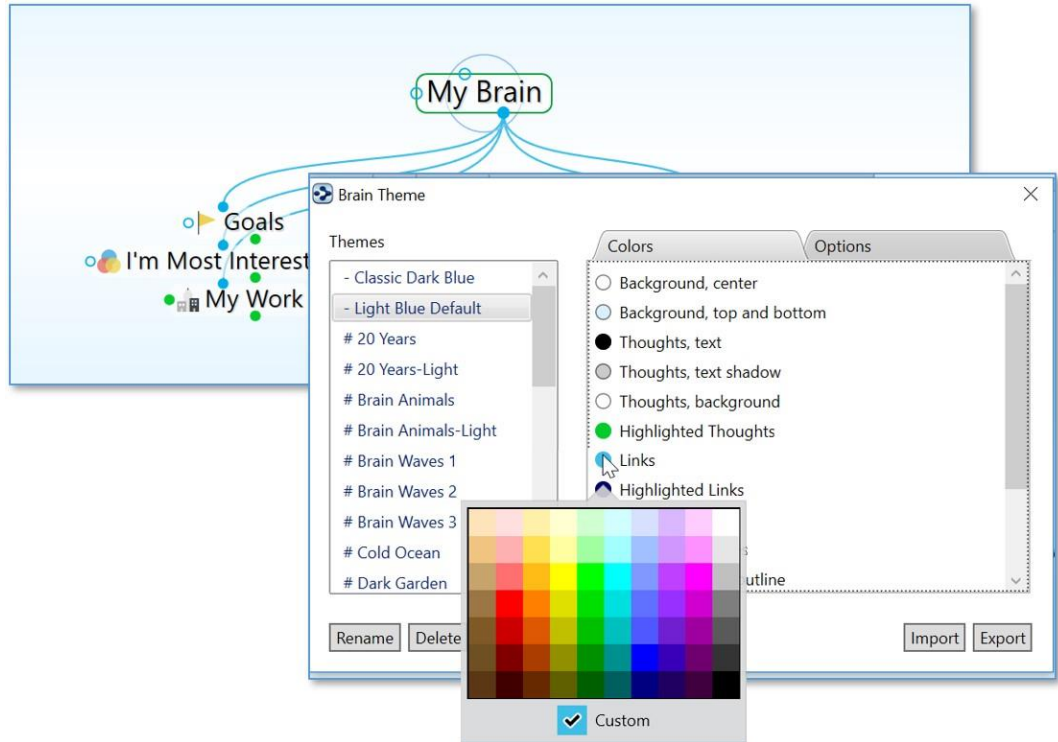 My Brain
Goals
I'm Most Interest
My Work
Brain Theme
Themes
- Classic Dark Blue
- Light Blue Default
# 20 Years
# 20 Years-Light
# Brain Animals
# Brain Animals-Light
# Brain Waves 1
# Brain Waves 2
# Brain Waves 3
# Cold Ocean
# Dark Garden
Rename
Delete
Colors
Options
Background, center
Background, top and bottom
Thoughts, text
Thoughts, text shadow
Thoughts, background
Highlighted Thoughts
Links
Highlighted Links
Custom
Import
Export